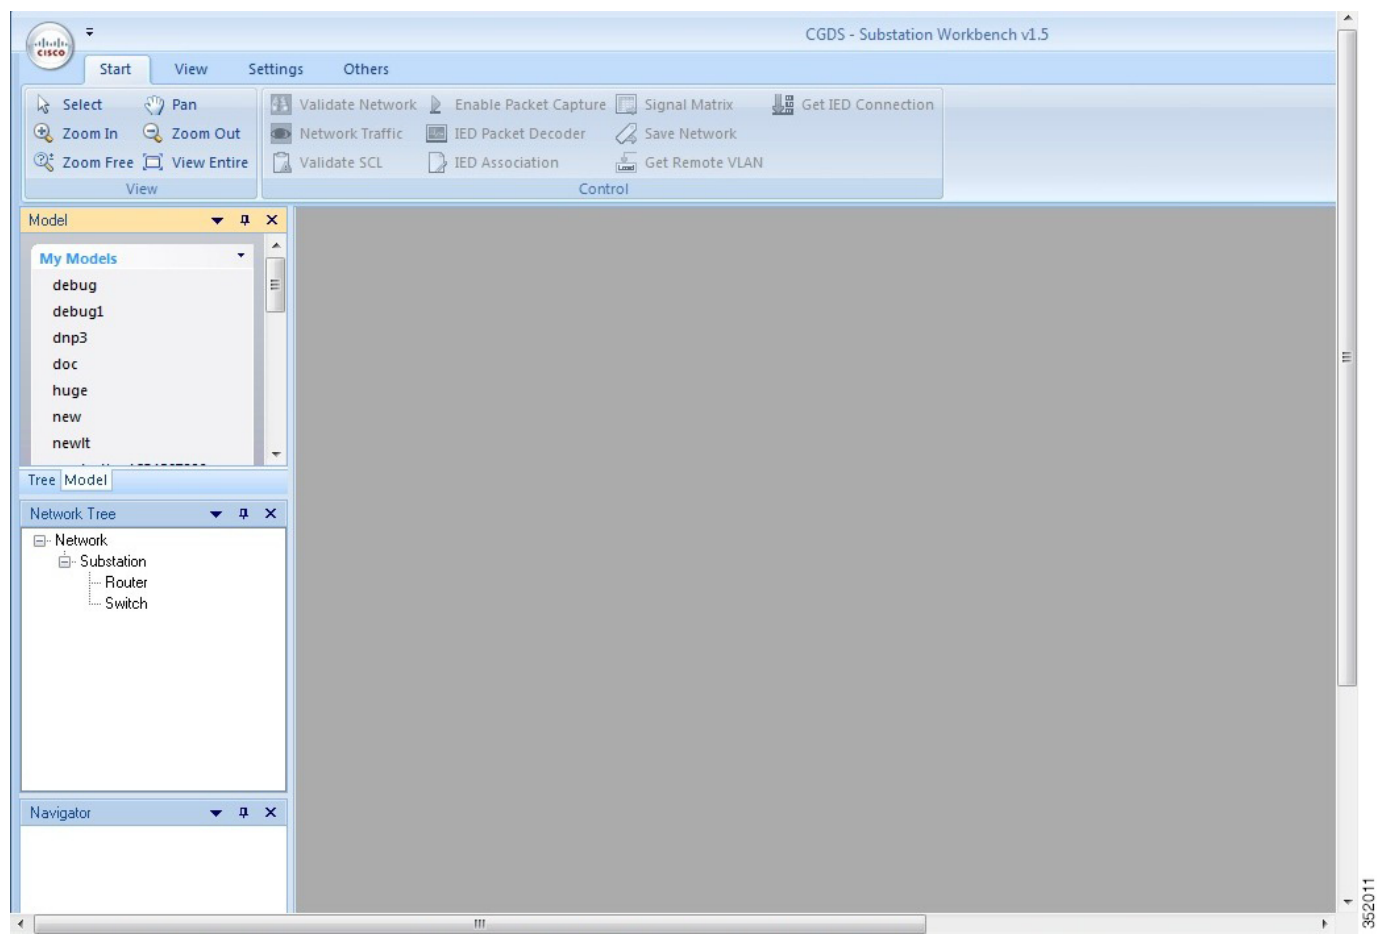 CGDS - Substation Workbench v1.5
CISCO
Start View Settings Others
Select Pan Validate Network Enable Packet Capture Signal Matrix Get IED Connection
Zoom In Zoom Out Network Traffic IED Packet Decoder Save Network
Zoom Free View Entire Validate SCL IED Association Get Remote VLAN
View Control
Model
My Models
debug
debug1
dnp3
doc
huge
new
newlt
Tree Model
Network Tree
Network
Substation
Router
Switch
Navigator
352011